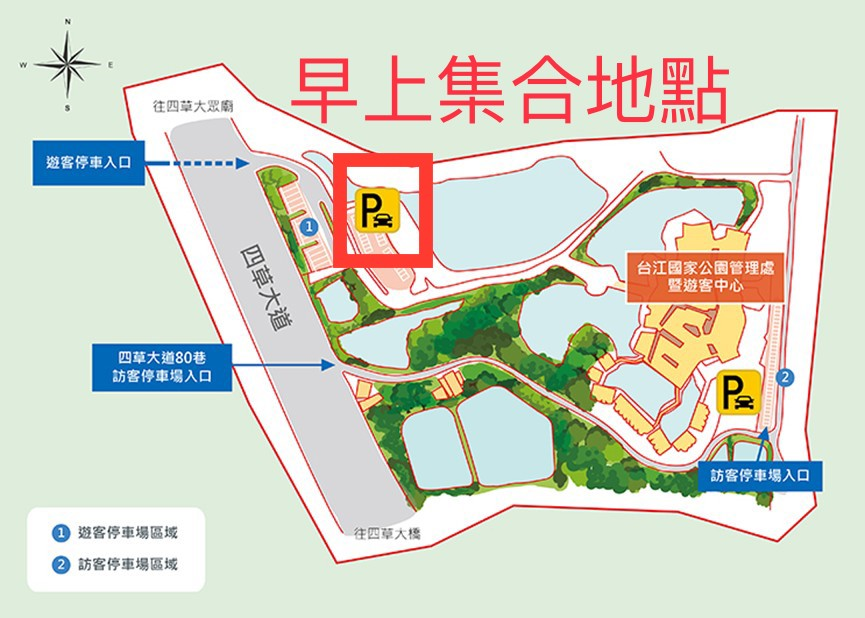 N
W
E
S
早上集合地點
往四草大眾廟
遊客停車入口
P
1
四草大道
台江國家公園管理處
暨遊客中心
四草大道80巷
訪客停車場入口
P
2
訪客停車場入口
往四草大橋
1 遊客停車場區域
2 訪客停車場區域